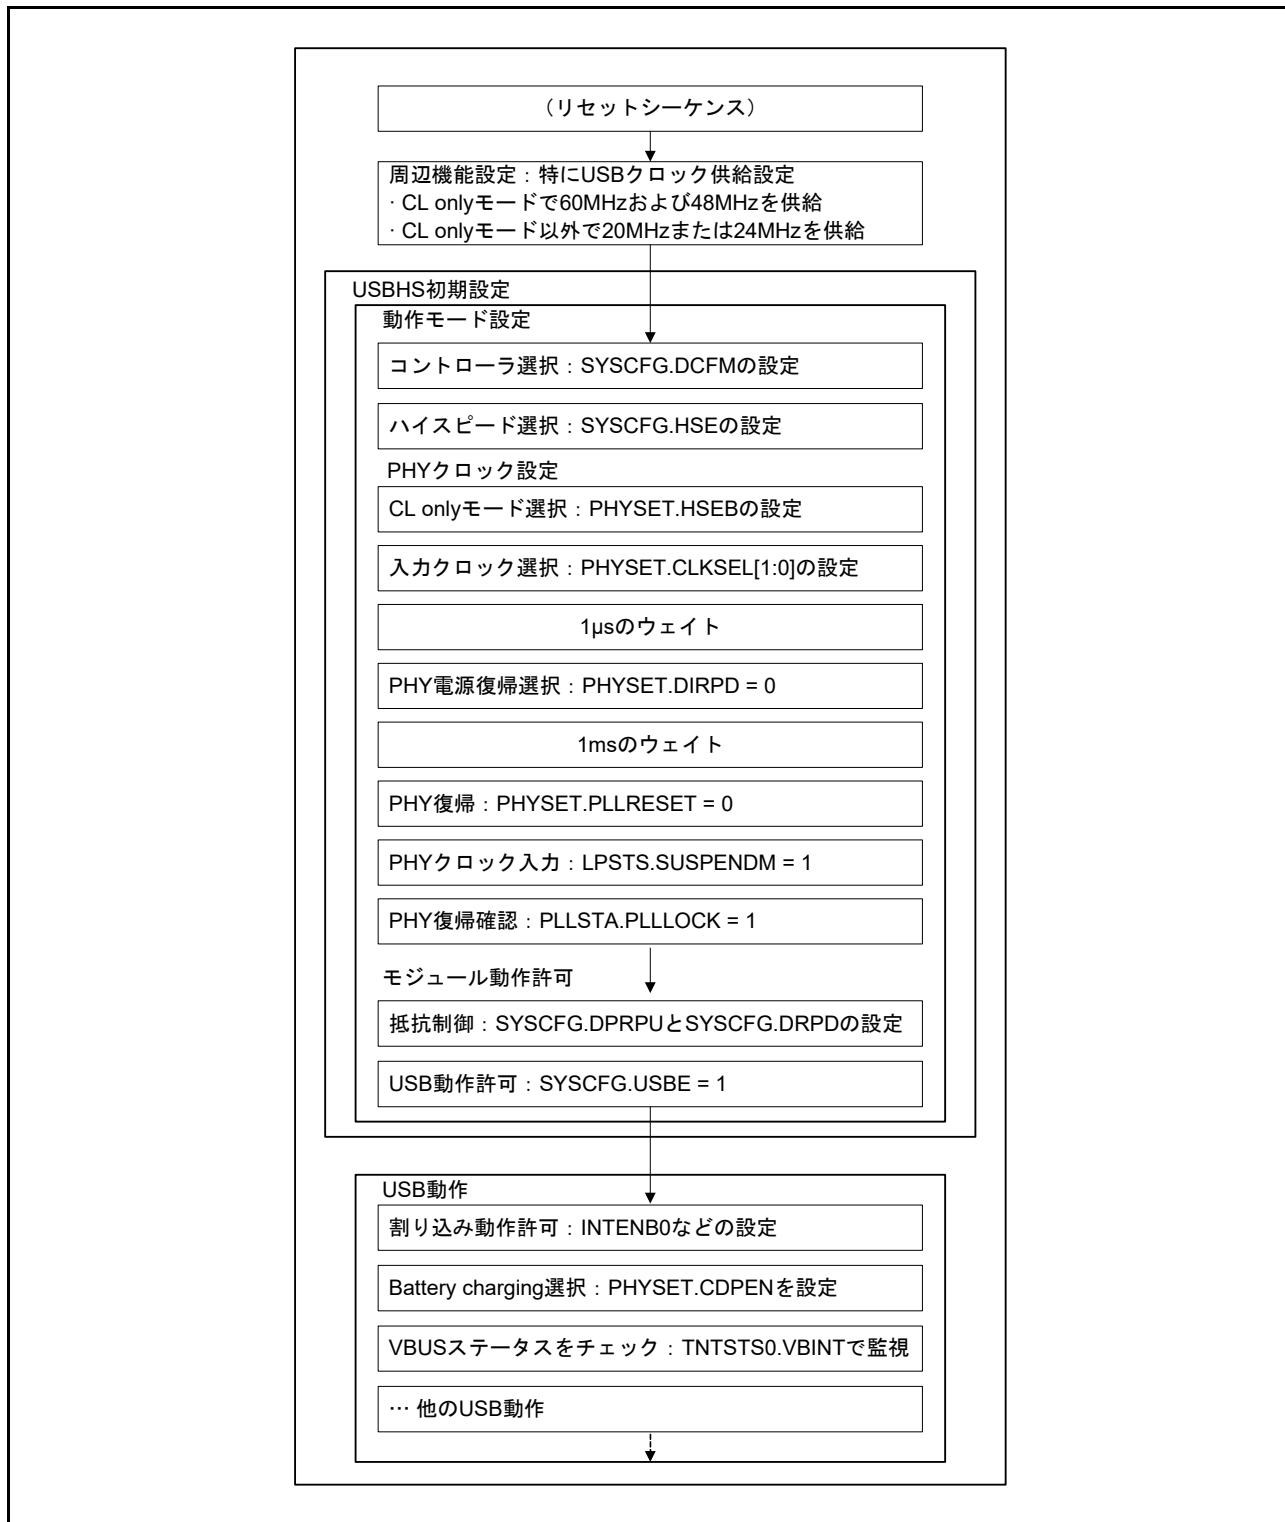 （リセットシーケンス）
周辺機能設定：特にUSBクロック供給設定
· CL onlyモードで60MHzおよび48MHzを供給
· CL onlyモード以外で20MHzまたは24MHzを供給
USBHS初期設定
動作モード設定
コントローラ選択：SYSCFG.DCFMの設定
ハイスピード選択：SYSCFG.HSEの設定
PHYクロック設定
CL onlyモード選択：PHYSET.HSEBの設定
入力クロック選択：PHYSET.CLKSEL[1:0]の設定
1µsのウェイト
PHY電源復帰選択：PHYSET.DIRPD = 0
1msのウェイト
PHY復帰：PHYSET.PLLRESET = 0
PHYクロック入力：LPSTS.SUSPENDM = 1
PHY復帰確認：PLLSTA.PLLLOCK = 1
モジュール動作許可
抵抗制御：SYSCFG.DPRPUとSYSCFG.DRPDの設定
USB動作許可：SYSCFG.USBE = 1
USB動作
割り込み動作許可：INTENB0などの設定
Battery charging選択：PHYSET.CDPENを設定
VBUSステータスをチェック：TNTSTS0.VBINTで監視
… 他のUSB動作